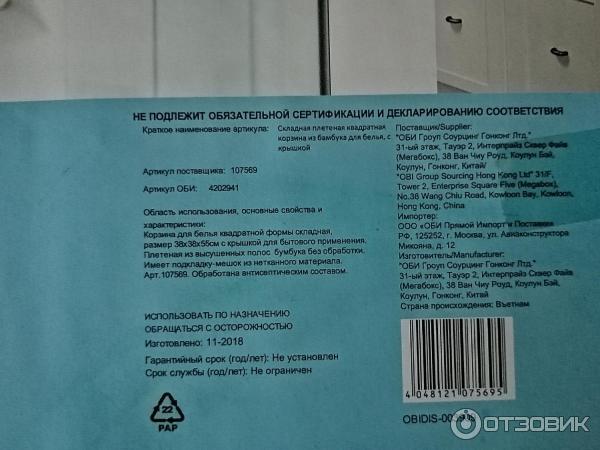 НЕ ПОДЛЕЖИТ ОБЯЗАТЕЛЬНОЙ СЕРТИФИКАЦИИ И ДЕКЛАРИРОВАНИЮ СООТВЕТСТВИЯ
Краткое наименование артикула:
Складная плетеная квадратная
корзина из бамбука для белья, с
крышкой
Артикул поставщика: 107569
Артикул ОБИ: 4202941
Область использования, основные свойства и
характеристики:
Корзина для белья квадратной формы складная,
размер 38х38х55см с крышкой для бытового применения.
Плетеная из высушенных полос бумбука без обработки.
Имеет подкладку-мешок из нетканого материала.
Арт.107569. Обработана антисептическим составом.
ИСПОЛЬЗОВАТЬ ПО НАЗНАЧЕНИЮ
ОБРАЩАТЬСЯ С ОСТОРОЖНОСТЬЮ
Изготовлено: 11-2018
Гарантийный срок (год/лет): Не установлен
Срок службы (год/лет): Не ограничен
22
PAP
Поставщик/Supplier:
"ОБИ Гроуп Соурцинг Гонконг Лтд."
31-ый этаж, Тауэр 2, Интерпрайз Сквер Файв
(Мегабокс), 38 Ван Чиу Роуд, Коулун Бэй,
Коулун, Гонконг, Китай/
"OBI Group Sourcing Hong Kong Ltd" 31/F,
Tower 2, Enterprise Square Five (Megabox),
No.38 Wang Chiu Road, Kowloon Bay, Kowloon,
Hong Kong, China
Импортер:
ООО «ОБИ Прямой Импорт и Поставки»
РФ, 125252, г. Москва, ул. Авиаконструктора
Микояна, д. 12
Изготовитель/Manufacturer:
"ОБИ Гроуп Соурцинг Гонконг Лтд."
31-ый этаж, Тауэр 2, Интерпрайз Сквер Файв
(Мегабокс), 38 Ван Чиу Роуд, Коулун Бэй,
Коулун, Гонконг, Китай
Страна происхождения: Вьетнам
4 048121 075695
ОТЗОВИК